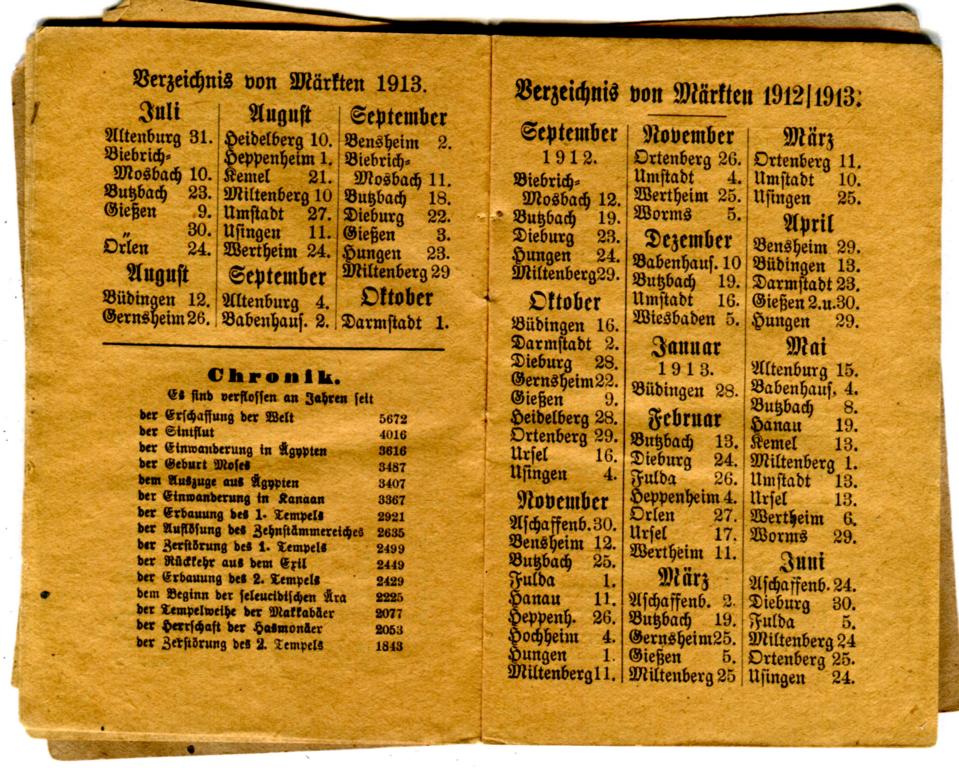 Verzeichnis von Märkten 1913.
Juli
Altenburg 31.
Biebrich-
Mosbach 10.
Butzbach 23.
Gießen 9.
„ 30.
Orlen 24.
August
Büdingen 12.
Gernsheim 26.
August
Heidelberg 10.
Heppenheim 1.
Kemel 21.
Miltenberg 10
Umstadt 27.
Usingen 11.
Wertheim 24.
September
Altenburg 4.
Babenhaus. 2.
September
Bensheim 2.
Biebrich-
Mosbach 11.
Butzbach 18.
Dieburg 22.
Gießen 3.
Hungen 23.
Miltenberg 29
Oktober
Darmstadt 1.
Chronik.
Es sind verflossen an Jahren seit
der Erschaffung der Welt 5672
der Sintflut 4016
der Einwanderung in Ägypten 3616
der Geburt Moses 3487
dem Auszuge aus Ägypten 3407
der Einwanderung in Kanaan 3367
der Erbauung des 1. Tempels 2921
der Auflösung des Zehnstämmereiches 2635
der Zerstörung des 1. Tempels 2499
der Rückkehr aus dem Exil 2449
der Erbauung des 2. Tempels 2429
dem Beginn der seleucidischen Ära 2225
der Tempelweihe der Makkabäer 2077
der Herrschaft der Hasmonäer 2053
der Zerstörung des 2. Tempels 1843
Verzeichnis von Märkten 1912/1913.
September
1912.
Biebrich-
Mosbach 12.
Butzbach 19.
Dieburg 23.
Hungen 24.
Miltenberg 29.
Oktober
Büdingen 16.
Darmstadt 2.
Dieburg 28.
Gernsheim 22.
Gießen 9.
Heidelberg 28.
Ortenberg 29.
Ursel 16.
Usingen 4.
November
Aschaffenb. 30.
Bensheim 12.
Butzbach 25.
Fulda 1.
Hanau 11.
Heppenh. 26.
Hochheim 4.
Hungen 1.
Miltenberg 11.
November
Ortenberg 26.
Umstadt 4.
Wertheim 25.
Worms 5.
Dezember
Babenhaus. 10
Butzbach 19.
Umstadt 16.
Wiesbaden 5.
Januar
1913.
Büdingen 28.
Februar
Butzbach 13.
Dieburg 24.
Fulda 26.
Heppenheim 4.
Orlen 27.
Ursel 17.
Wertheim 11.
März
Aschaffenb. 2.
Butzbach 19.
Gernsheim 25.
Gießen 5.
Miltenberg 25
März
Ortenberg 11.
Umstadt 10.
Usingen 25.
April
Bensheim 29.
Büdingen 13.
Darmstadt 23.
Gießen 2. u. 30.
Hungen 29.
Mai
Altenburg 15.
Babenhaus. 4.
Butzbach 8.
Hanau 19.
Kemel 13.
Miltenberg 1.
Umstadt 13.
Ursel 13.
Wertheim 6.
Worms 29.
Juni
Aschaffenb. 24.
Dieburg 30.
Fulda 5.
Miltenberg 24
Ortenberg 25.
Usingen 24.